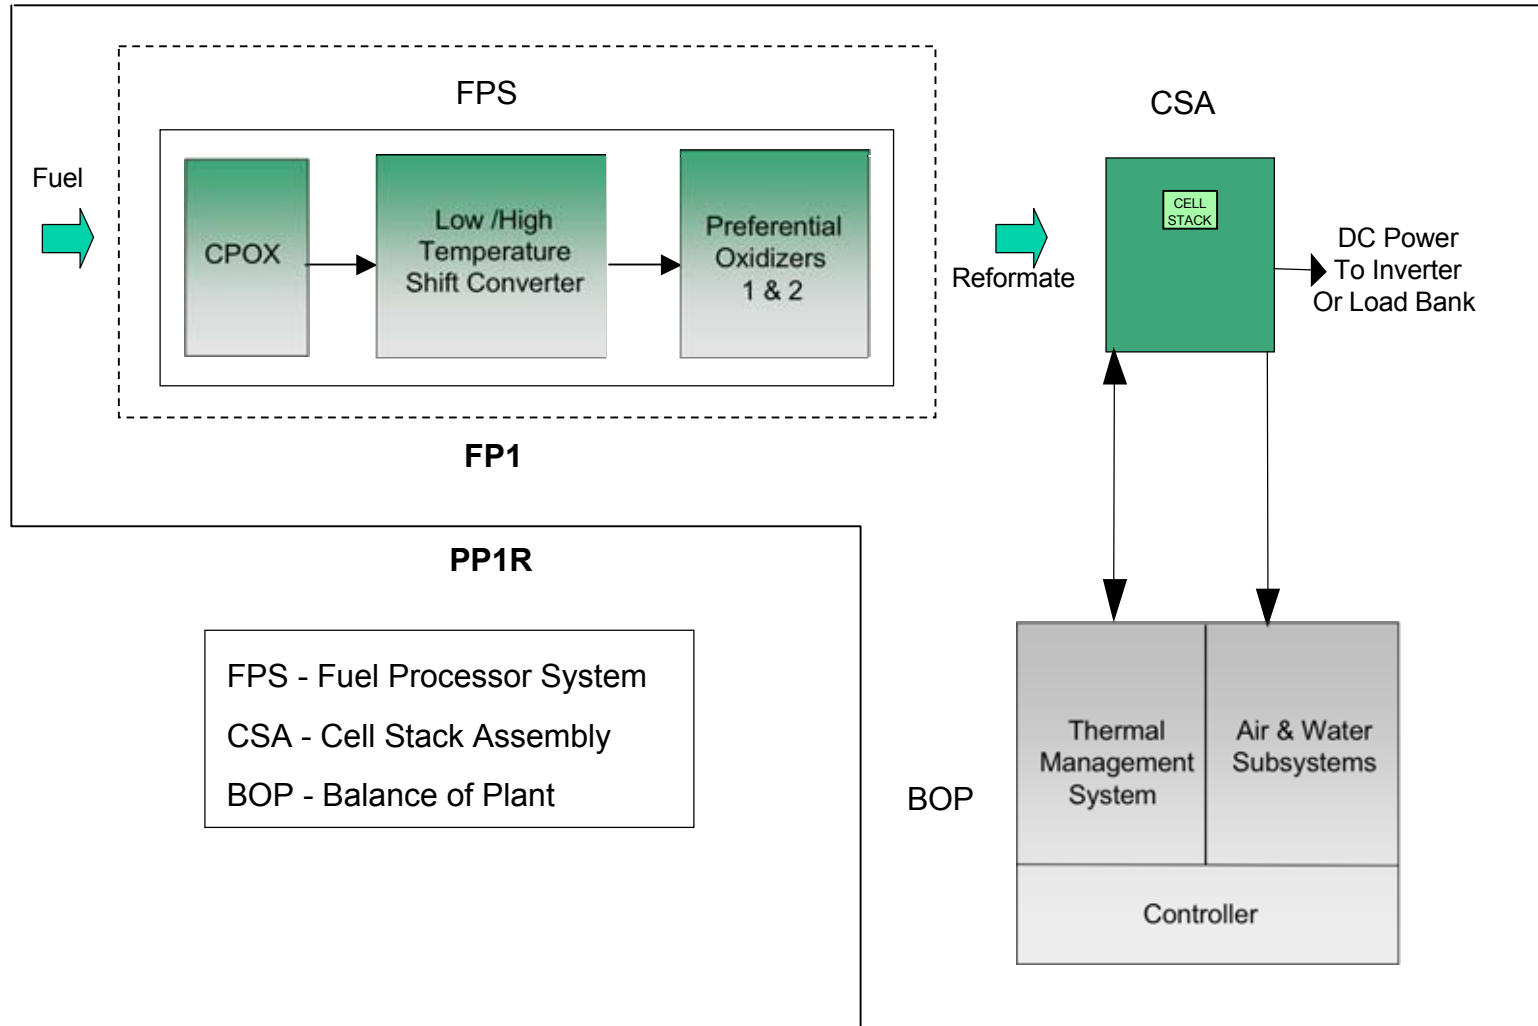 FPS
CSA
Fuel
CPOX
Low /High
Temperature
Shift Converter
Preferential
Oxidizers
1 & 2
Reformate
CELL
STACK
DC Power
To Inverter
Or Load Bank
FP1
PP1R
FPS - Fuel Processor System
CSA - Cell Stack Assembly
BOP - Balance of Plant
BOP
Thermal
Management
System
Air & Water
Subsystems
Controller